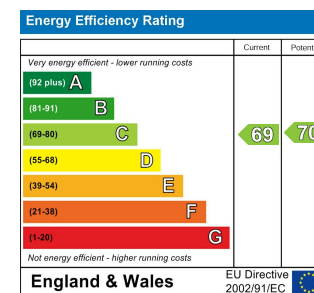 Energy Efficiency Rating
Current Potent
Very energy efficient - lower running costs
(92 plus) A
(81-91) B
(69-80) C 69 70
(55-68) D
(39-54) E
(21-38) F
(1-20) G
Not energy efficient - higher running costs
England & Wales
EU Directive
2002/91/EC